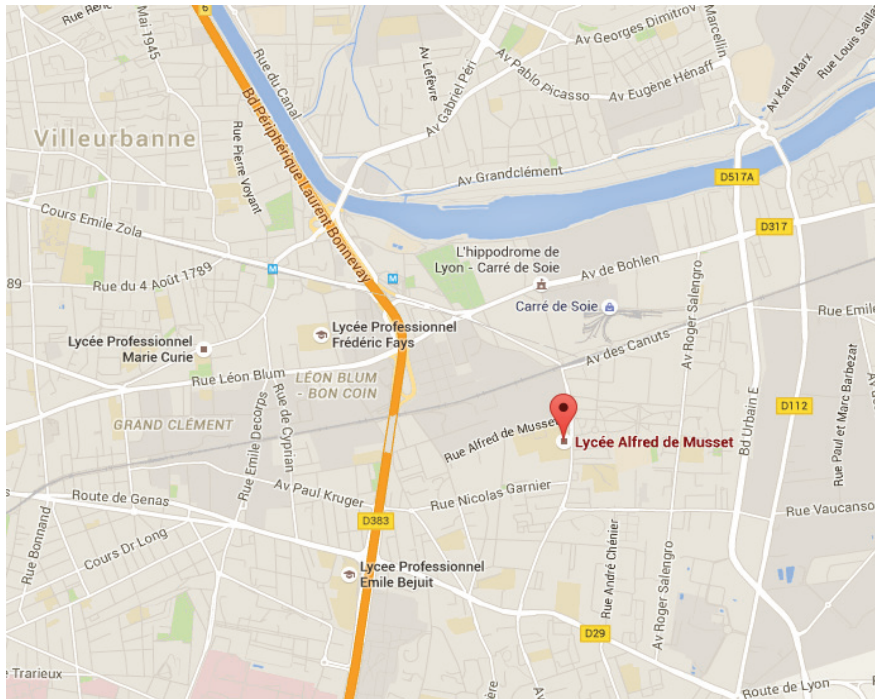 Rue René
Mai 1945
Rue du Canal
Av Lefèvre
Av Georges Dimitrov
Marcellin
Rue Louis Saillant
Av Pablo Picasso
Av Eugène Hénaff
Av Karl Marx
Av Gabriel Péri
Bd Périphérique Laurent Bonnevay
Villeurbanne
Rue Pierre Voyant
Av Grandclément
D517A
Cours Emile Zola
D317
L'hippodrome de
Lyon - Carré de Soie
Av de Bohlen
M
M
89
Rue du 4 Août 1789
Carré de Soie
Av Roger Salengro
Rue Emile
Lycée Professionnel
Marie Curie
Lycée Professionnel
Frédéric Fays
Av des Canuts
Rue Léon Blum
LÉON BLUM
- BON COIN
GRAND CLÉMENT
Rue Emile Decorps
Rue de Cyprian
Bd Urbain E
D112
Rue Paul et Marc Barbezat
Rue Alfred de Musset
Lycée Alfred de Musset
Av Paul Kruger
Route de Genas
Rue Nicolas Garnier
Rue Vaucanson
D383
Rue Bonnand
Cours Dr Long
Rue André Chénier
Av Roger Salengro
Lycee Professionnel
Emile Bejuit
D29
e Trarieux
ère
Route de Lyon